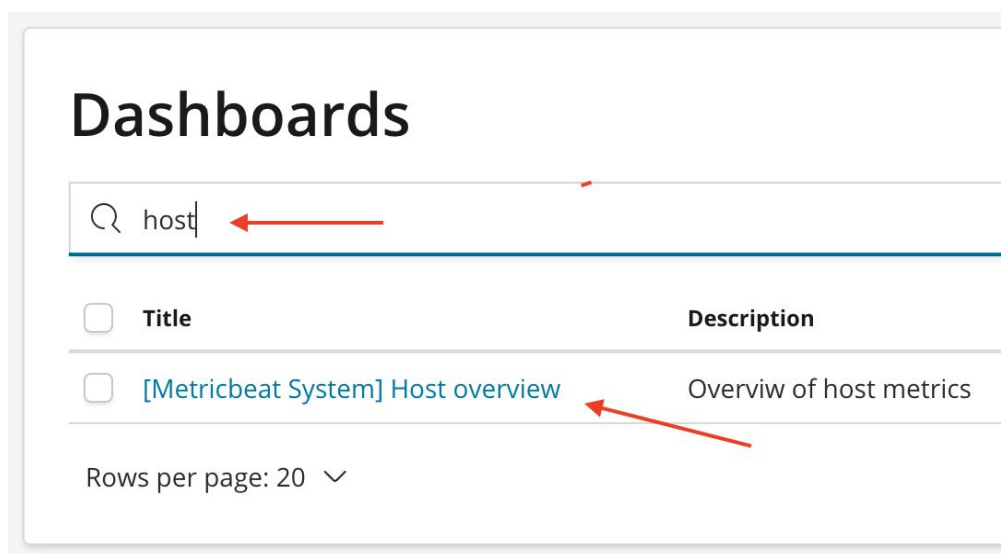 Dashboards
host
Title Description
[Metricbeat System] Host overview Overviw of host metrics
Rows per page: 20